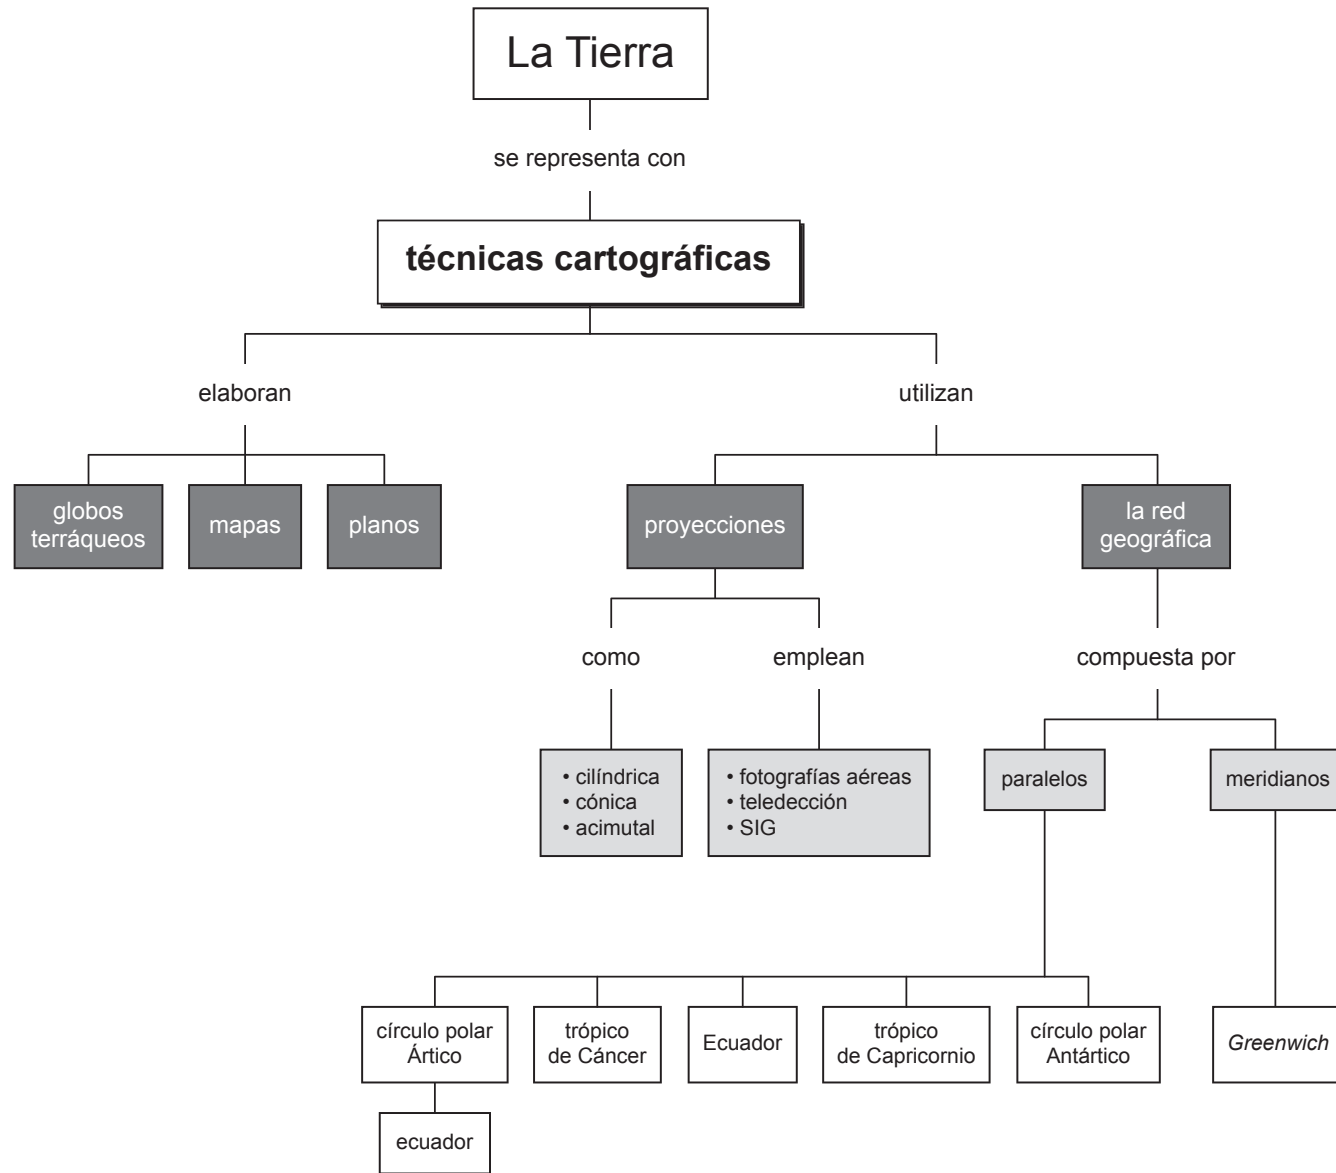 La Tierra
se representa con
técnicas cartográficas
elaboran
utilizan
globos
terráqueos
mapas
planos
proyecciones
la red
geográfica
como
emplean
compuesta por
• cilíndrica
• cónica
• acimutal
• fotografías aéreas
• teledección
• SIG
paralelos
meridianos
círculo polar
Ártico
trópico
de Cáncer
Ecuador
trópico
de Capricornio
círculo polar
Antártico
Greenwich
ecuador